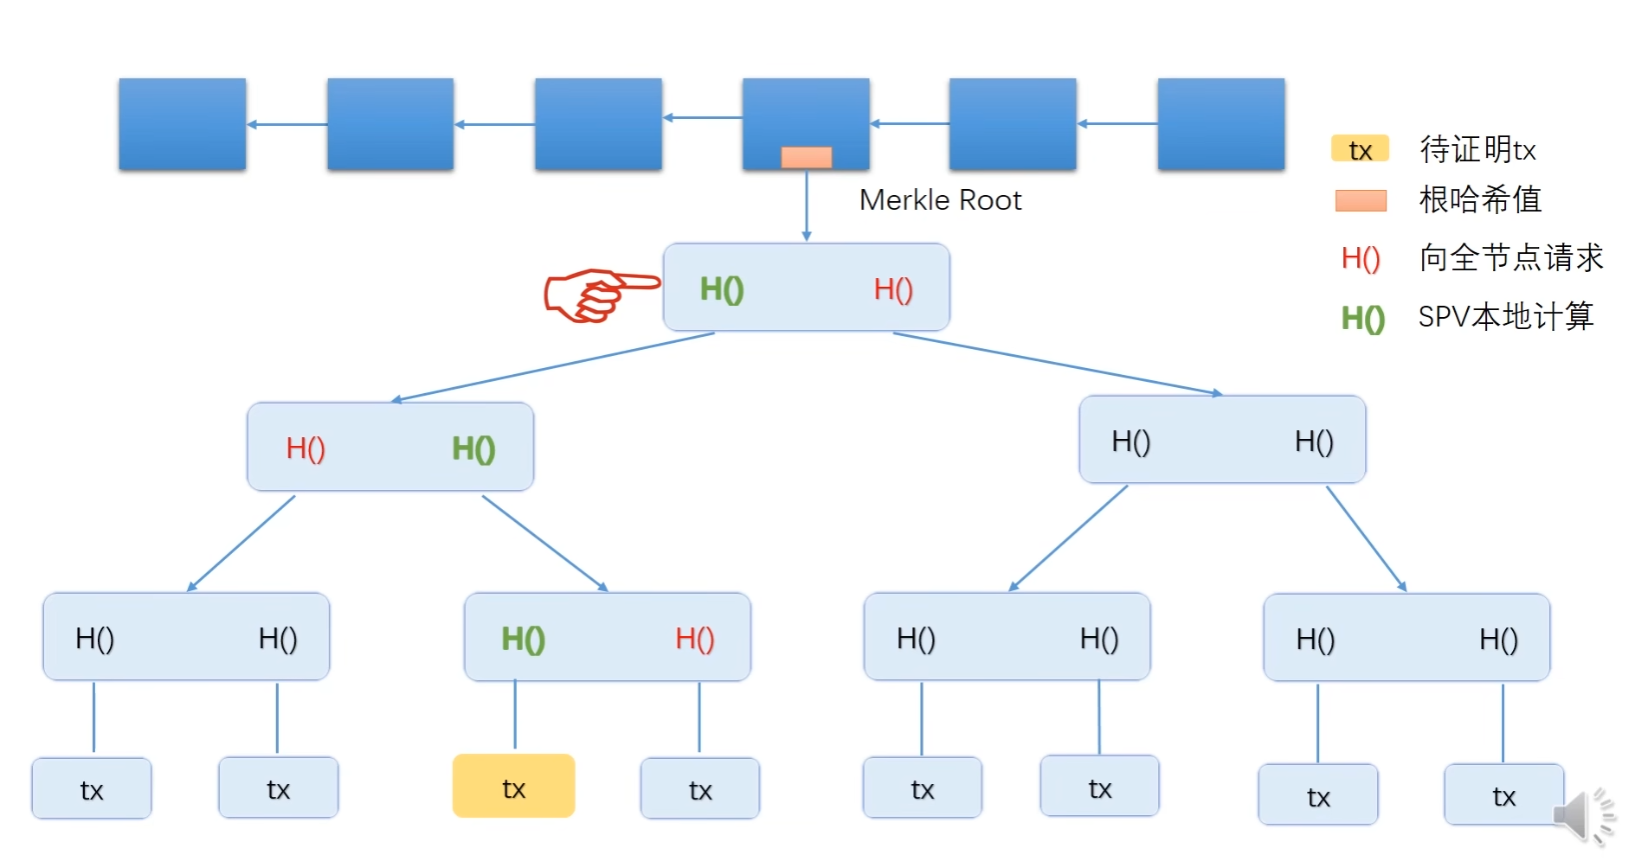 Merkle Root
tx 待证明tx
根哈希值
H() 向全节点请求
H() SPV本地计算
H() H()
H() H() H() H()
H() H() H() H() H() H() H() H()
tx tx tx tx tx tx tx tx